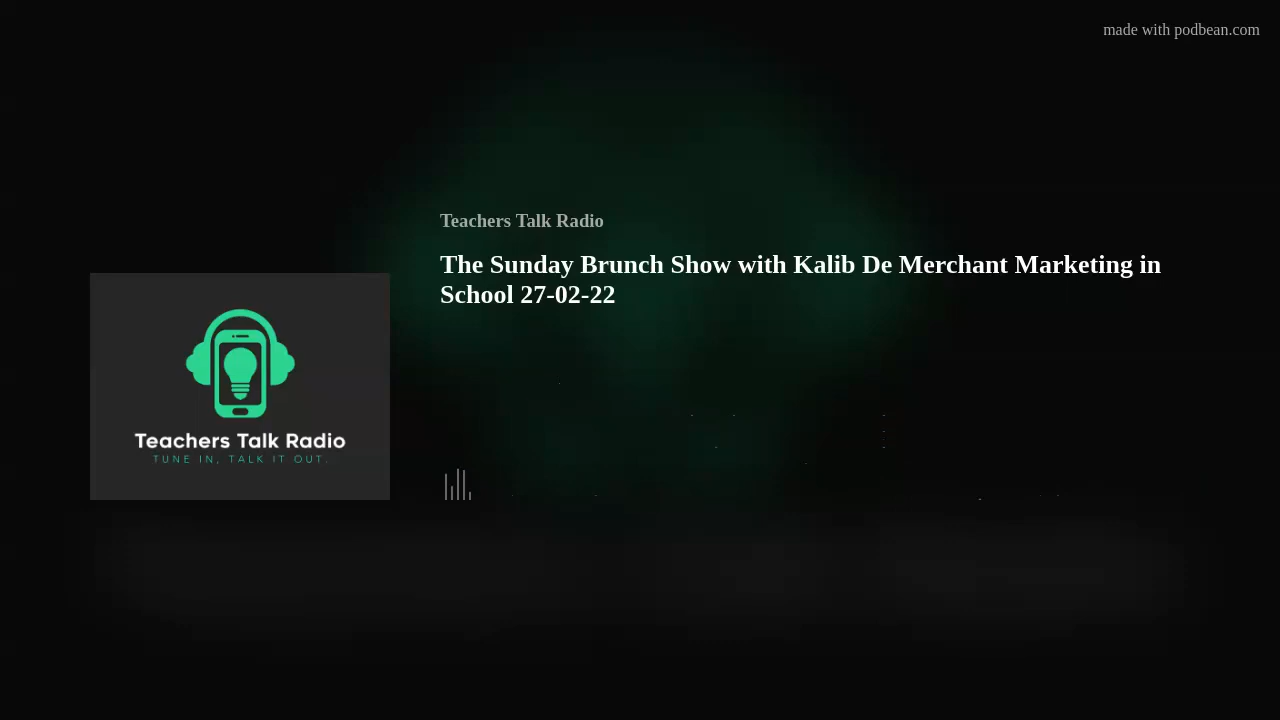 made with podbean.com
Teachers Talk Radio
The Sunday Brunch Show with Kalib De Merchant Marketing in
School 27-02-22
Teachers Talk Radio
TUNE IN, TALK IT OUT.